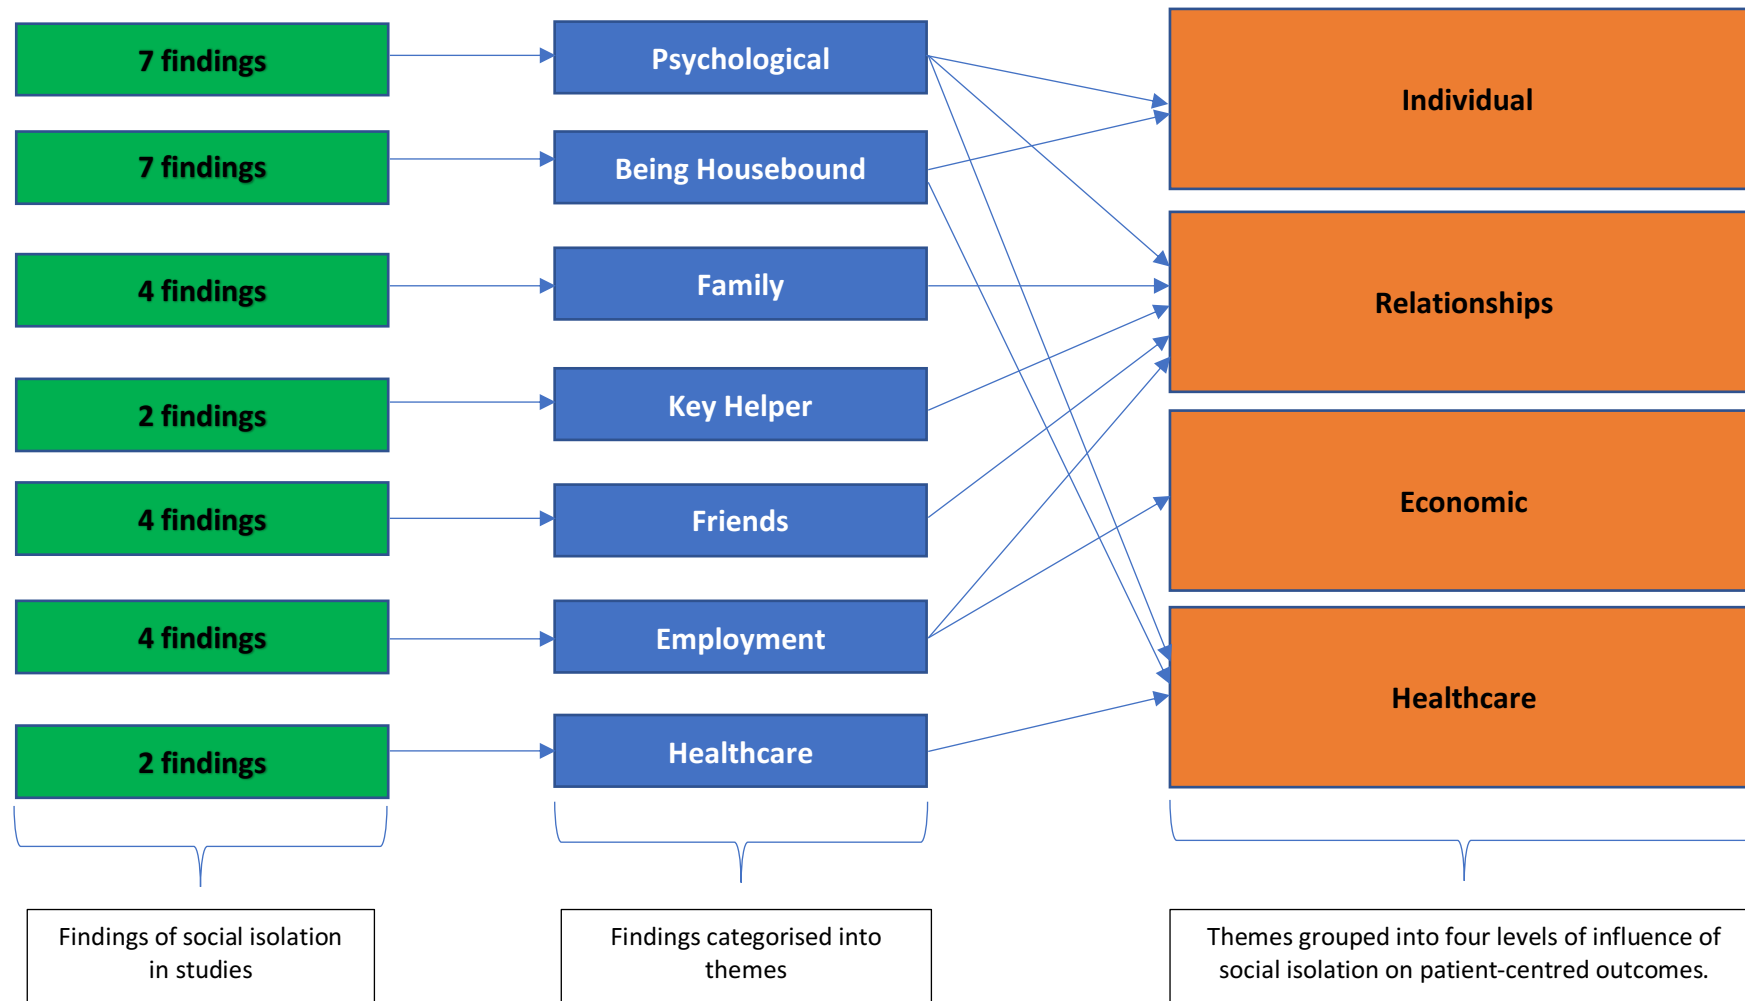 7 findings
Psychological
Individual
7 findings
Being Housebound
4 findings
Family
Relationships
2 findings
Key Helper
4 findings
Friends
Economic
4 findings
Employment
Healthcare
2 findings
Healthcare
Findings of social isolation
in studies
Findings categorised into
themes
Themes grouped into four levels of influence of
social isolation on patient-centred outcomes.